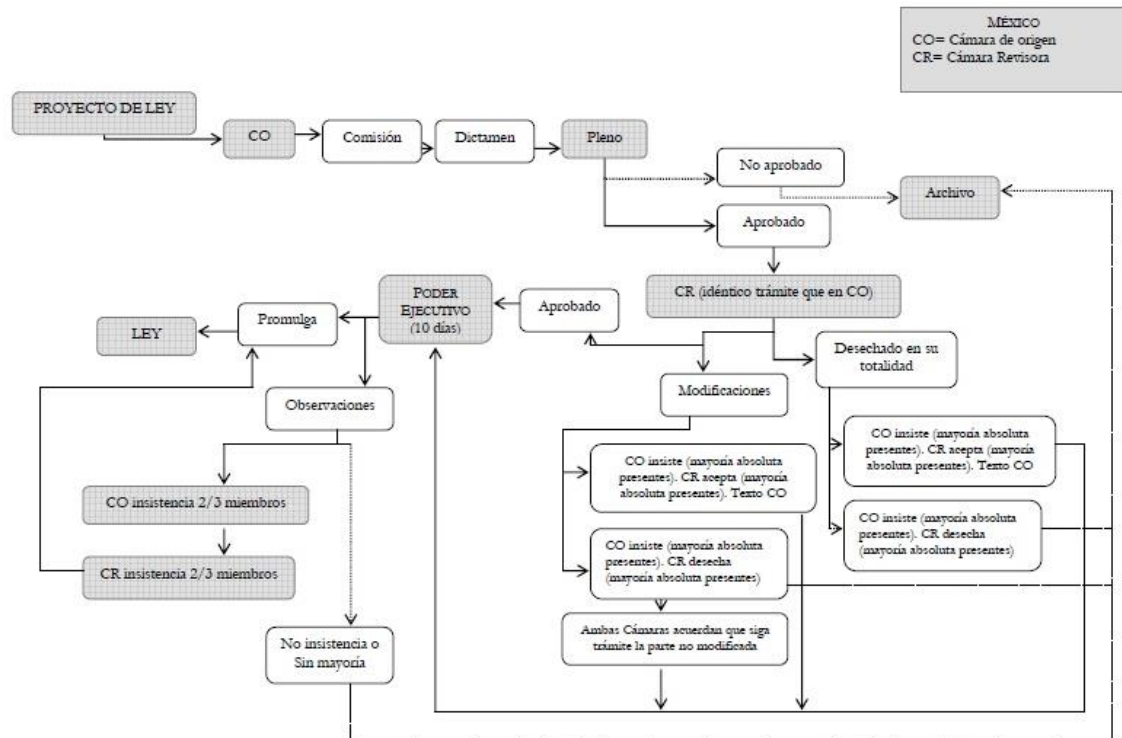 MÉXICO
CO= Cámara de origen
CR= Cámara Revisora
PROYECTO DE LEY
CO
Comisión
Dictamen
Pleno
No aprobado
Archivo
Aprobado
CR (idéntico trámite que en CO)
PODER
EJECUTIVO
(10 días)
Aprobado
Promulga
LEY
Desechado en su
totalidad
Modificaciones
Observaciones
CO insiste (mayoría absoluta
presentes). CR acepta (mayoría
absoluta presentes). Texto CO
CO insiste (mayoría absoluta
presentes). CR acepta (mayoría
absoluta presentes). Texto CO
CO insistencia 2/3 miembros
CO insiste (mayoría absoluta
presentes). CR desecha
(mayoría absoluta presentes)
CO insiste (mayoría absoluta
presentes). CR desecha
(mayoría absoluta presentes)
CR insistencia 2/3 miembros
Ambas Cámaras acuerdan que siga
trámite la parte no modificada
No insistencia o
Sin mayoría